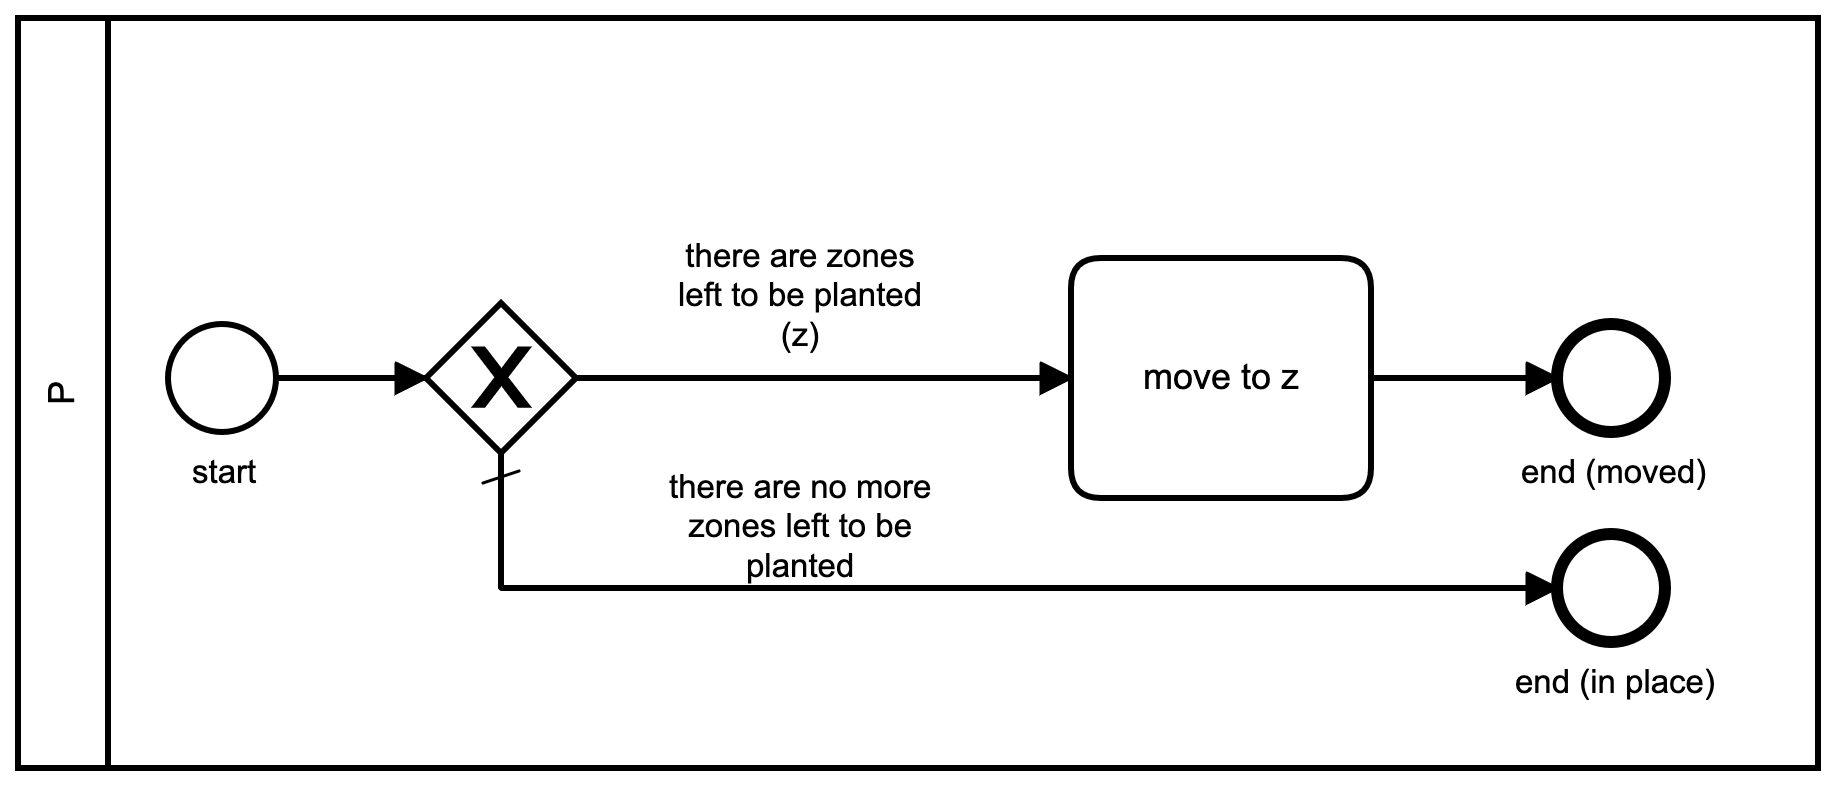 P
start
there are zones
left to be planted
(z)
move to z
end (moved)
there are no more
zones left to be
planted
end (in place)